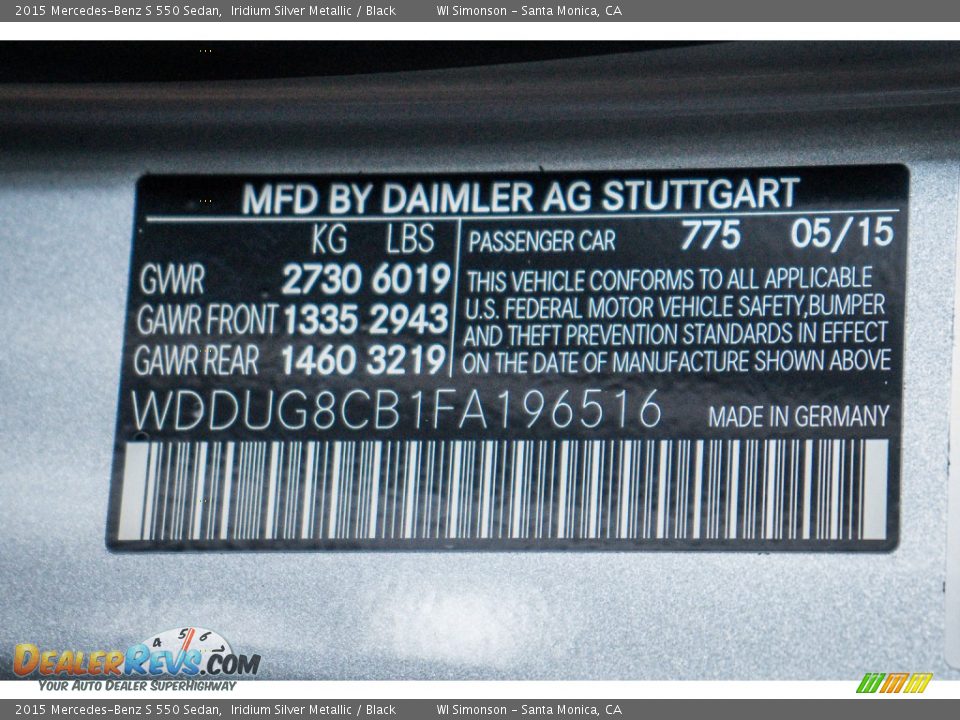 2015 Mercedes-Benz S 550 Sedan, Iridium Silver Metallic / Black WI Simonson - Santa Monica, CA
MFD BY DAIMLER AG STUTTGART
KG LBS
GVWR 2730 6019
GAWR FRONT 1335 2943
GAWR REAR 1460 3219
PASSENGER CAR 775 05/15
THIS VEHICLE CONFORMS TO ALL APPLICABLE
U.S. FEDERAL MOTOR VEHICLE SAFETY,BUMPER
AND THEFT PREVENTION STANDARDS IN EFFECT
ON THE DATE OF MANUFACTURE SHOWN ABOVE
WDDUG8CB1FA196516 MADE IN GERMANY
4 5 6 7
DEALERREVS.COM
YOUR AUTO DEALER SUPERHIGHWAY
2015 Mercedes-Benz S 550 Sedan, Iridium Silver Metallic / Black WI Simonson - Santa Monica, CA